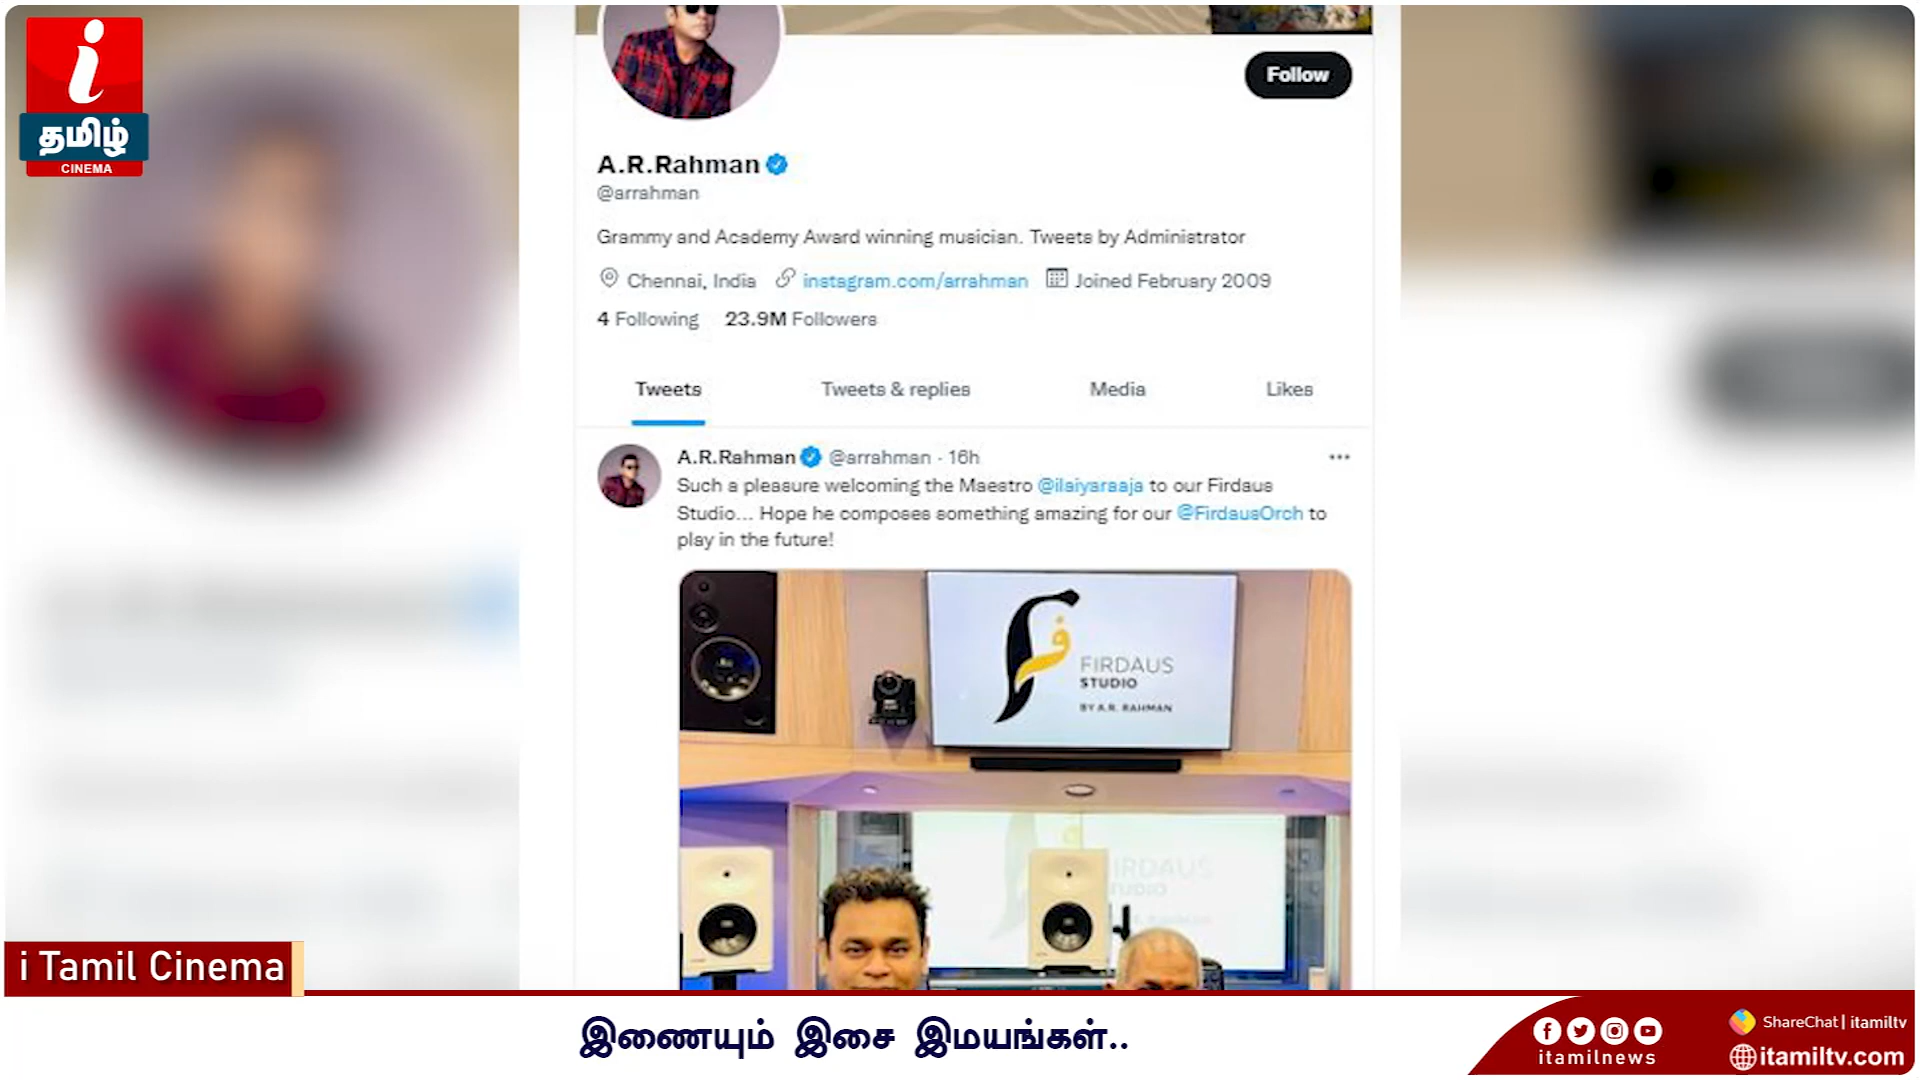 i
தமிழ்
CINEMA
Follow
A.R.Rahman
@arrahman
Grammy and Academy Award winning musician. Tweets by Administrator
Chennai, India instagram.com/arrahman Joined February 2009
4 Following 23.9M Followers
Tweets Tweets & replies Media Likes
A.R.Rahman @arrahman · 16h
Such a pleasure welcoming the Maestro @ilaiyaraaja to our Firdaus
Studio... Hope he composes something amazing for our @FirdausOrch to
play in the future!
FIRDAUS
STUDIO
BY A.R. RAHMAN
IRDAUS
TUDIO
i Tamil Cinema
இணையும் இசை இமயங்கள்..
itamilnews
ShareChat | itamiltv
itamiltv.com